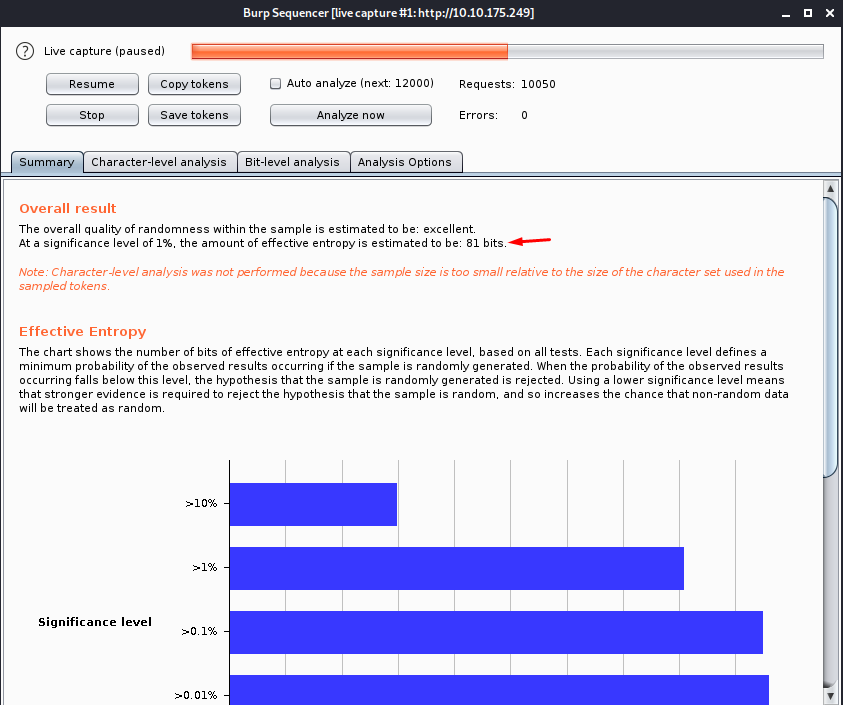 Burp Sequencer [live capture #1: http://10.10.175.249]
? Live capture (paused)
Resume Copy tokens Auto analyze (next: 12000) Requests: 10050
Stop Save tokens Analyze now Errors: 0
Summary Character-level analysis Bit-level analysis Analysis Options
Overall result
The overall quality of randomness within the sample is estimated to be: excellent.
At a significance level of 1%, the amount of effective entropy is estimated to be: 81 bits.
Note: Character-level analysis was not performed because the sample size is too small relative to the size of the character set used in the
sampled tokens.
Effective Entropy
The chart shows the number of bits of effective entropy at each significance level, based on all tests. Each significance level defines a
minimum probability of the observed results occurring if the sample is randomly generated. When the probability of the observed results
occurring falls below this level, the hypothesis that the sample is randomly generated is rejected. Using a lower significance level means
that stronger evidence is required to reject the hypothesis that the sample is random, and so increases the chance that non-random data
will be treated as random.
>10%
>1%
Significance level
>0.1%
>0.01%